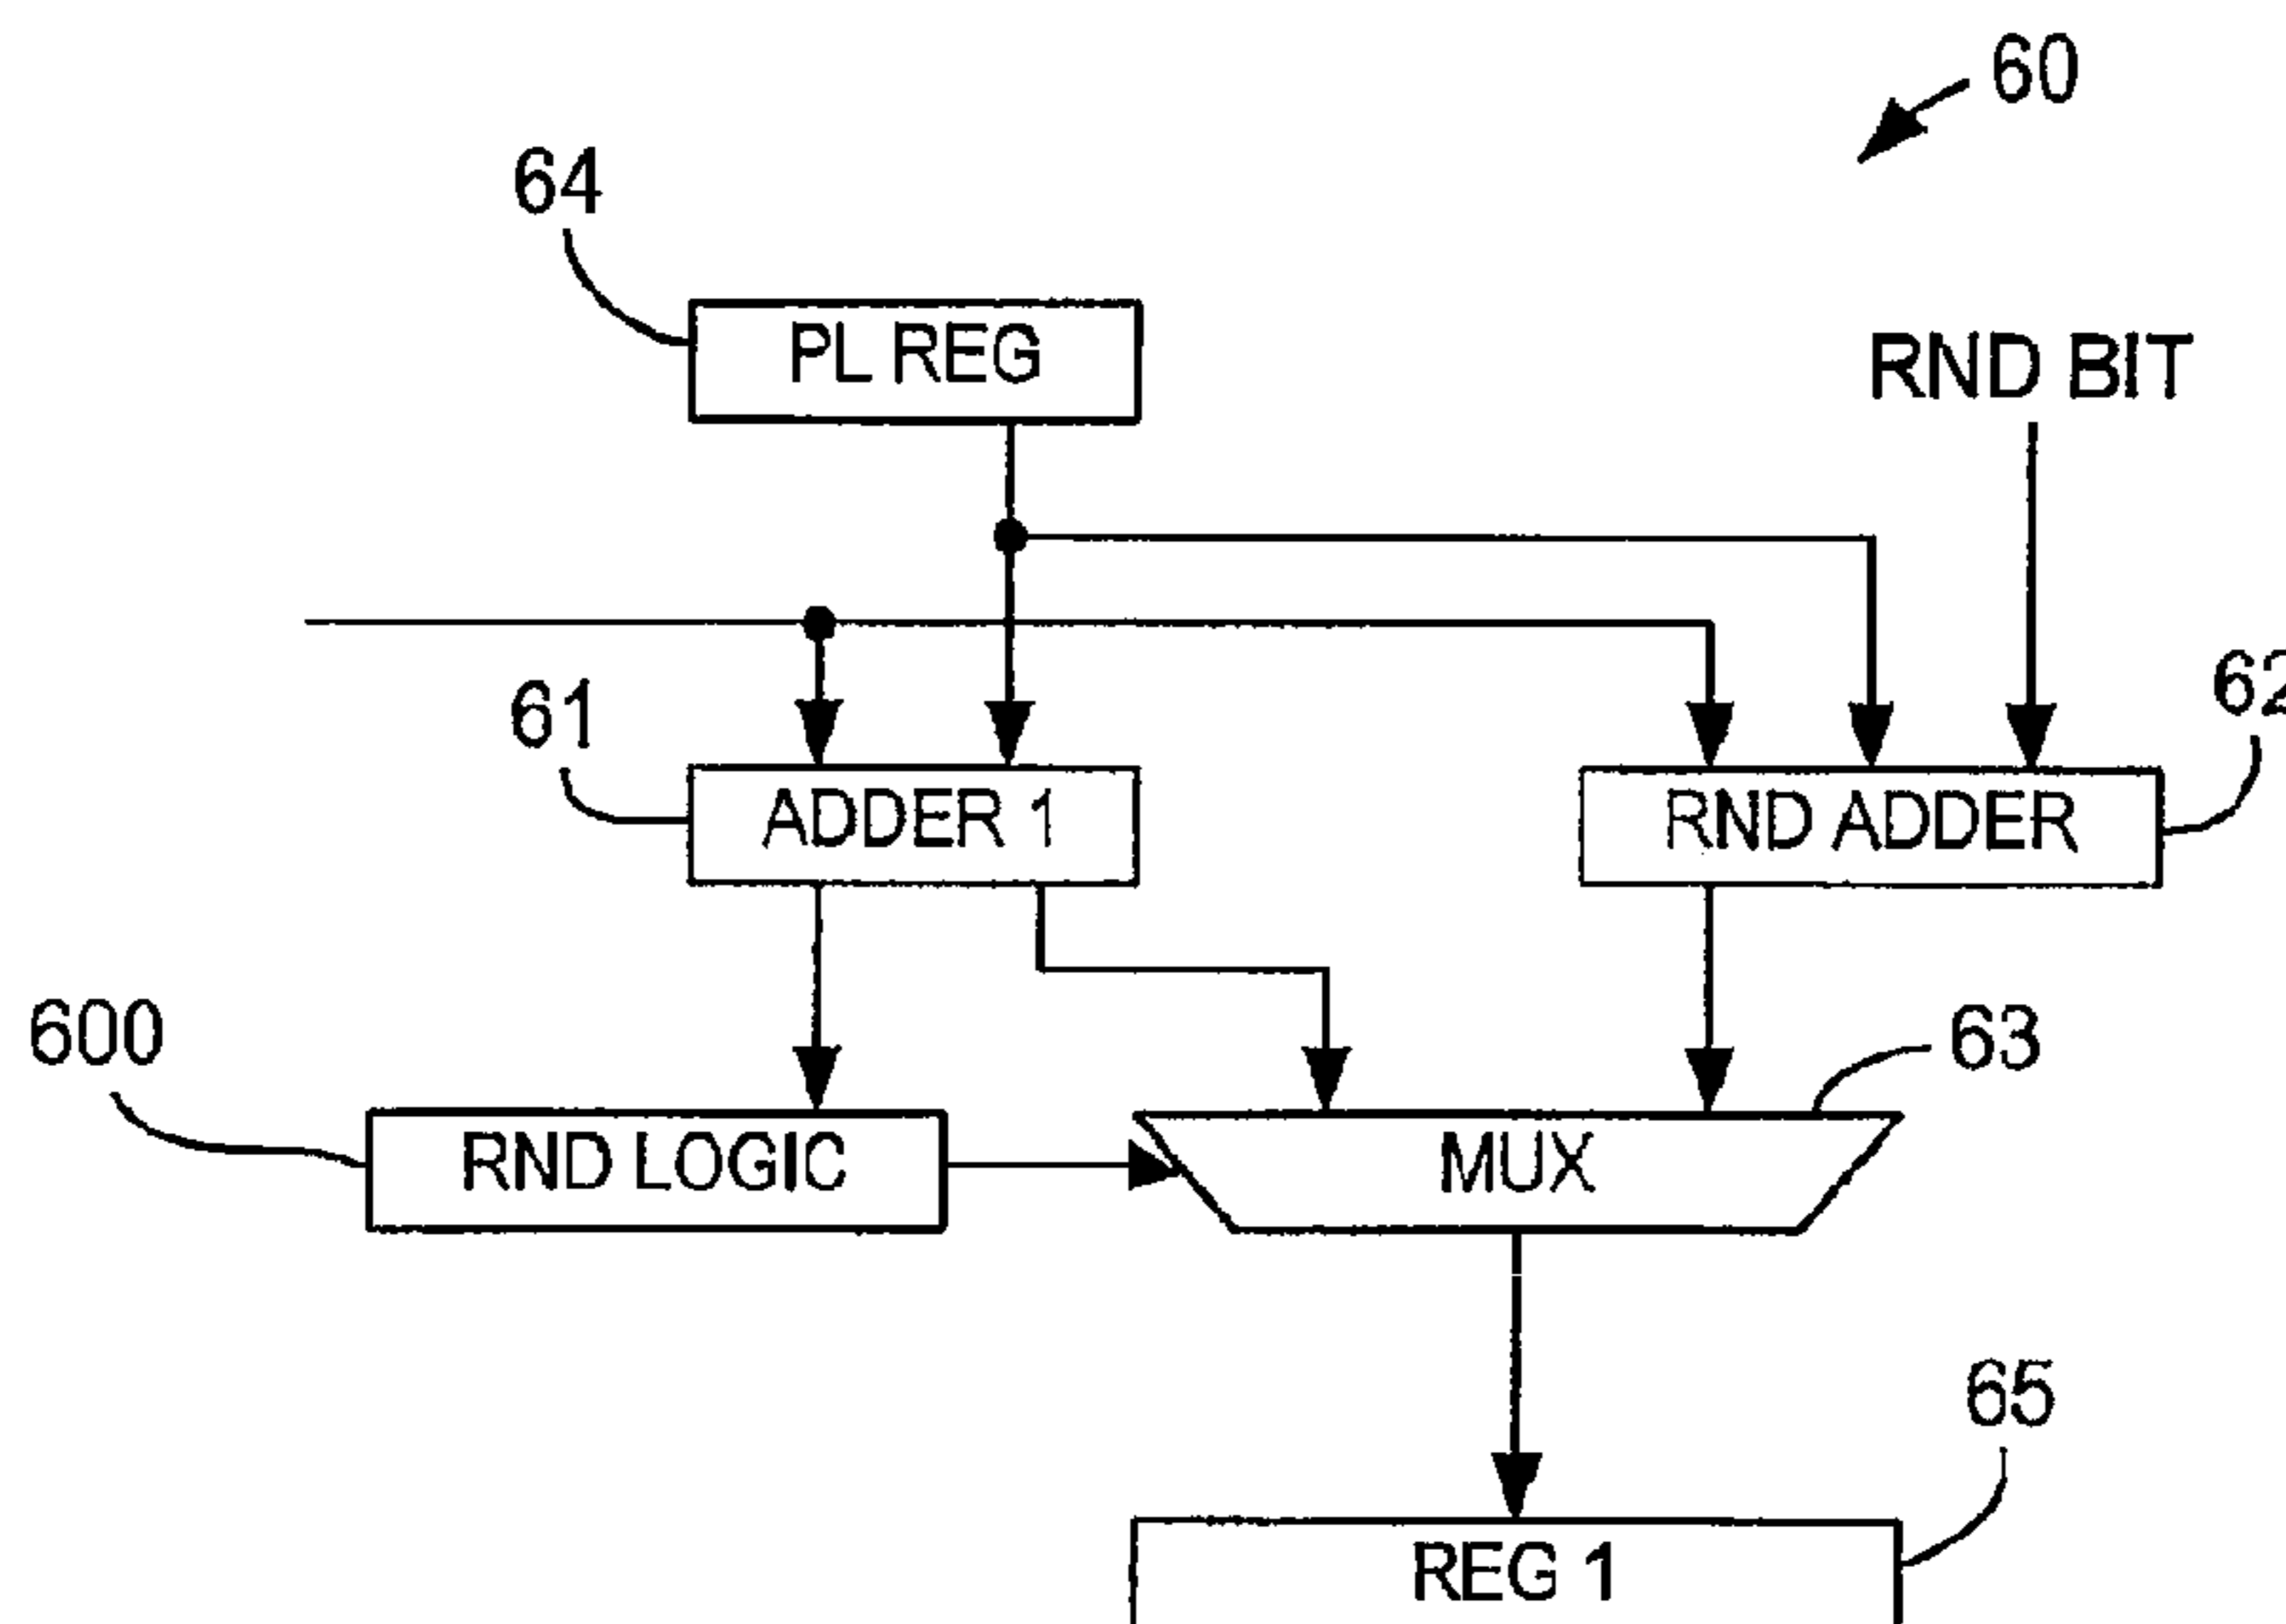 60
64
PL REG
RND BIT
61
62
ADDER 1
RND ADDER
600
63
RND LOGIC
MUX
65
REG 1